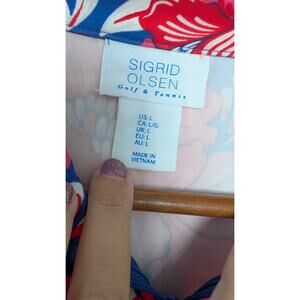 SIGRID
OLSEN
Golf & Tennis
US: L
CA: L/G
UK: L
EU: L
AU: L
MADE IN
VIETNAM